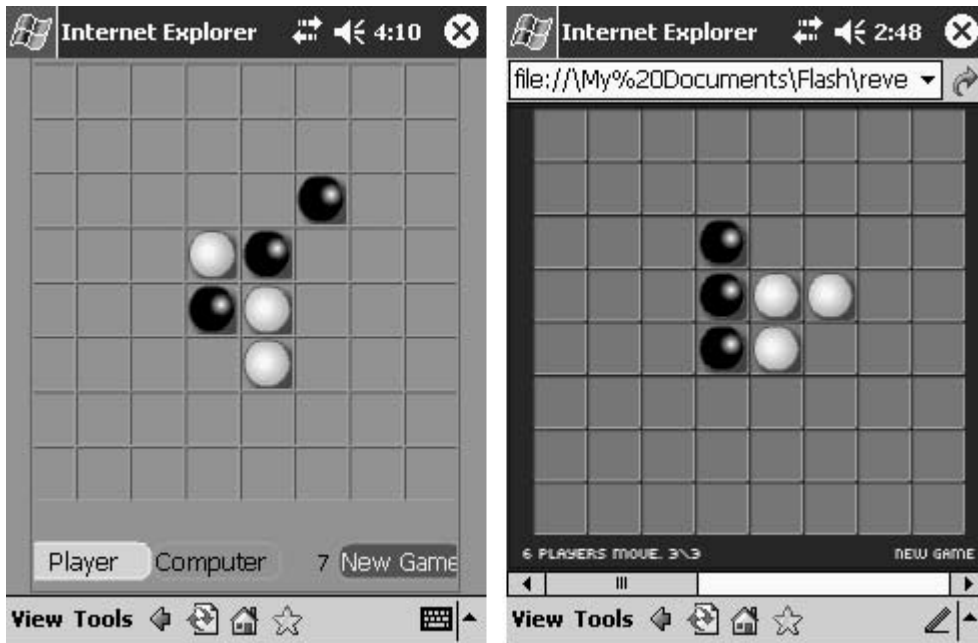 Internet Explorer 4:10
Player Computer 7 New Game
View Tools
Internet Explorer 2:48
file://\My%20Documents\Flash\reve
6 PLAYERS MOVE. 3\3 NEW GAME
View Tools